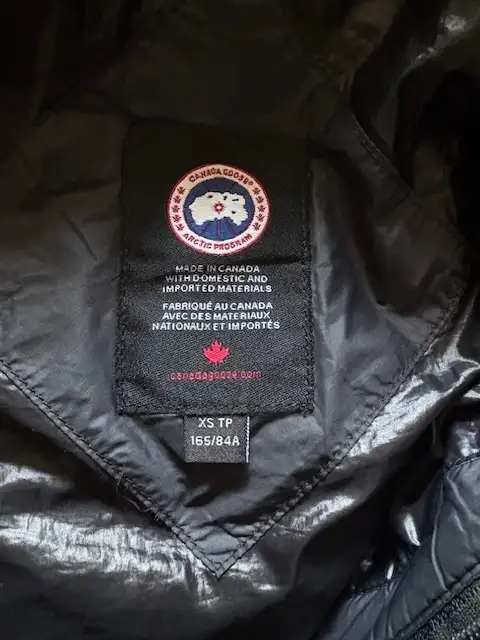 CANADA GOOSE®
ARCTIC PROGRAM
MADE IN CANADA
WITH DOMESTIC AND
IMPORTED MATERIALS
FABRIQUÉ AU CANADA
AVEC DES MATERIAUX
NATIONAUX ET IMPORTÉS
canadagoose.com
XS TP
165/84A